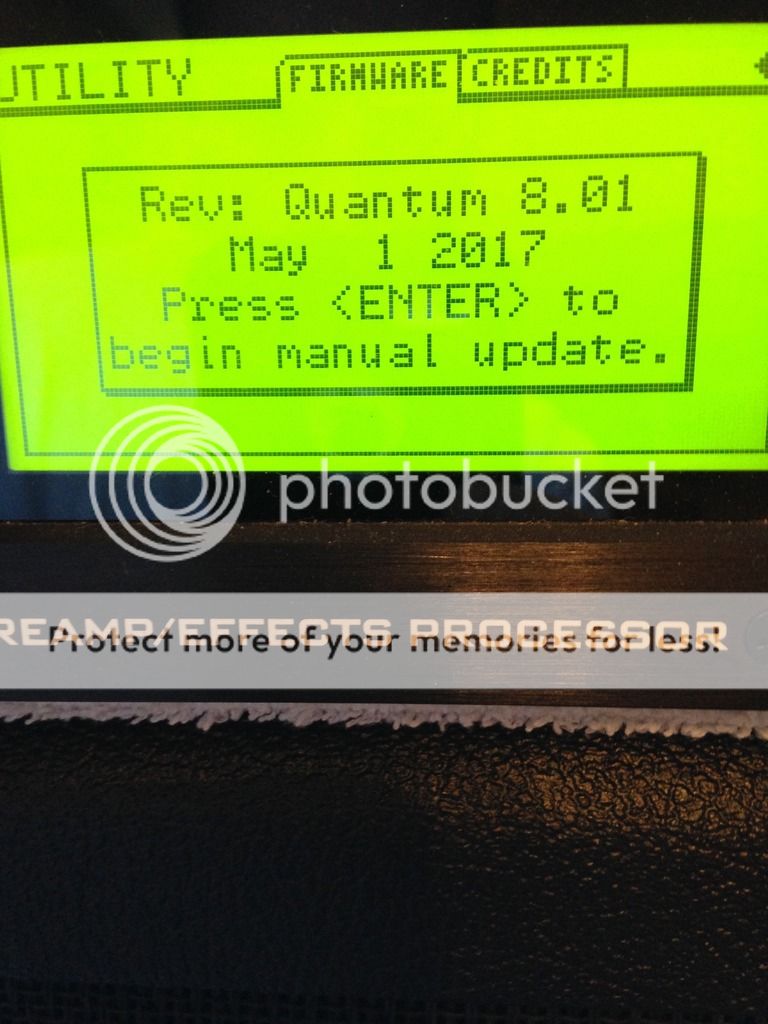 UTILITY FIRMWARE CREDITS
Rev: Quantum 8.01
May 1 2017
Press <ENTER> to
begin manual update.
photobucket
REAMP/EFFECTS PROCESSOR
Protect more of your memories for less!